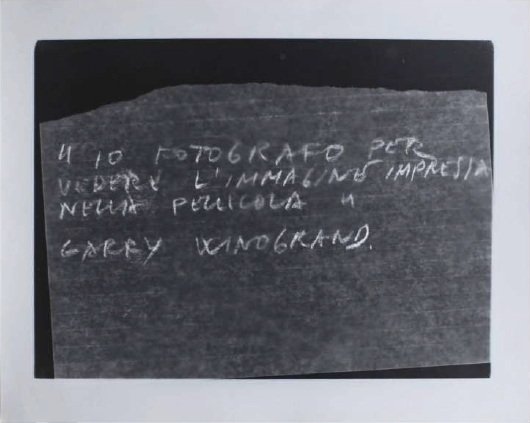 "IO FOTOGRAFO PER
VEDERE L'IMMAGINE IMPRESSA
NELLA PELLICOLA "
GARRY WINOGRAND.